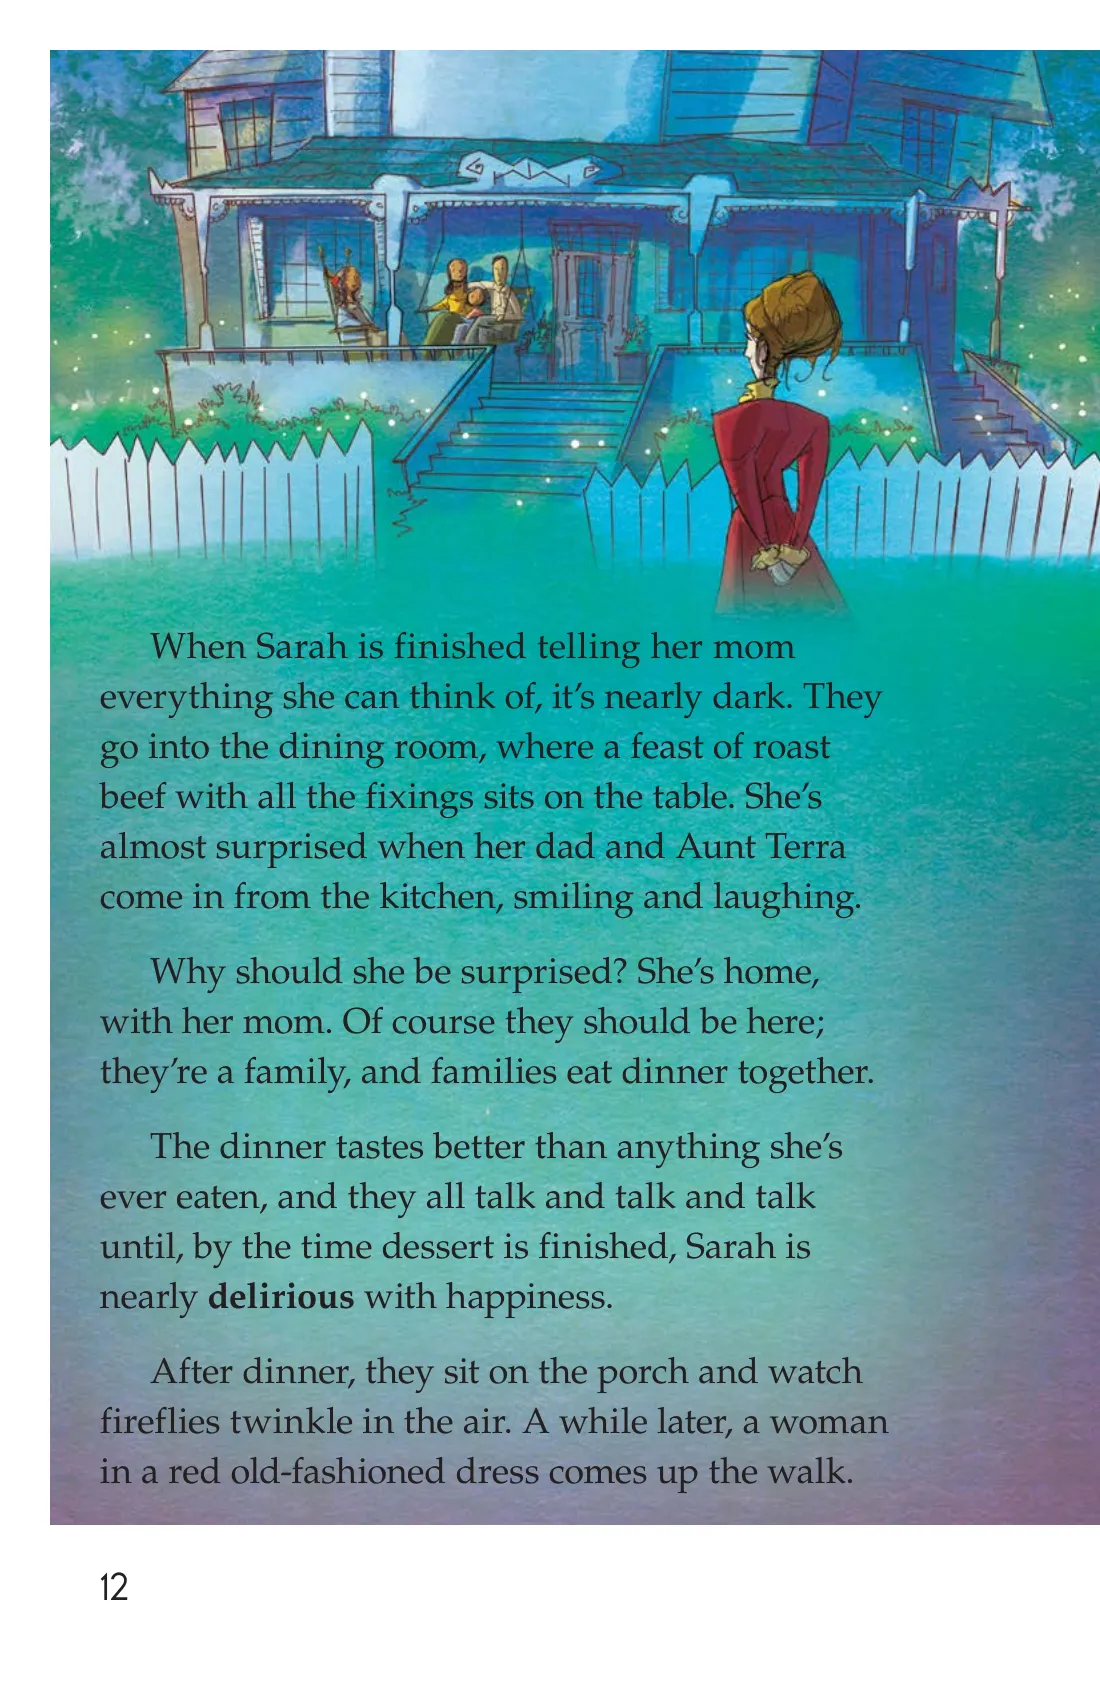 When Sarah is finished telling her mom
everything she can think of, it’s nearly dark. They
go into the dining room, where a feast of roast
beef with all the fixings sits on the table. She’s
almost surprised when her dad and Aunt Terra
come in from the kitchen, smiling and laughing.
Why should she be surprised? She’s home,
with her mom. Of course they should be here;
they’re a family, and families eat dinner together.
The dinner tastes better than anything she’s
ever eaten, and they all talk and talk and talk
until, by the time dessert is finished, Sarah is
nearly delirious with happiness.
After dinner, they sit on the porch and watch
fireflies twinkle in the air. A while later, a woman
in a red old-fashioned dress comes up the walk.
12